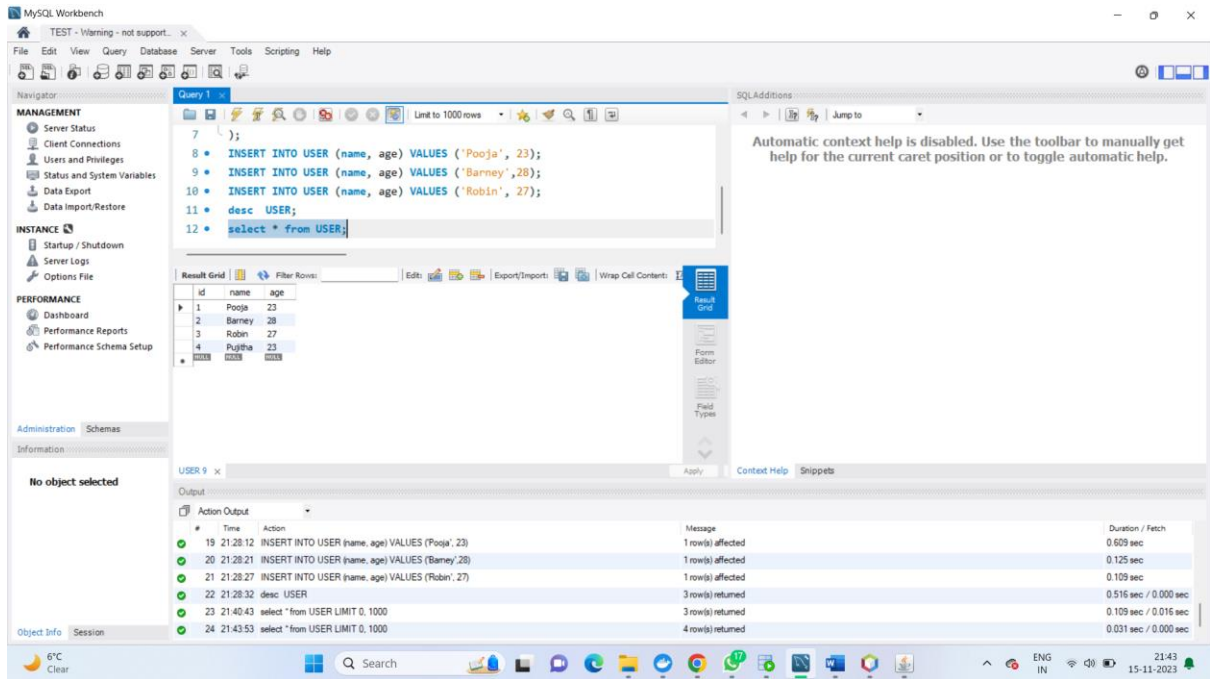 MySQL Workbench
TEST - Warning - not support... ×
File Edit View Query Database Server Tools Scripting Help
Navigator
MANAGEMENT
Server Status
Client Connections
Users and Privileges
Status and System Variables
Data Export
Data Import/Restore
INSTANCE
Startup / Shutdown
Server Logs
Options File
PERFORMANCE
Dashboard
Performance Reports
Performance Schema Setup
Administration Schemas
Information
No object selected
Object Info Session
Query 1 ×
Limit to 1000 rows
7 );
8 INSERT INTO USER (name, age) VALUES ('Pooja', 23);
9 INSERT INTO USER (name, age) VALUES ('Barney',28);
10 INSERT INTO USER (name, age) VALUES ('Robin', 27);
11 desc USER;
12 select * from USER;
Result Grid Filter Rows: Edit: Export/Import: Wrap Cell Content:
id name age
1 Pooja 23
2 Barney 28
3 Robin 27
4 Pujitha 23
NULL NULL NULL
Result
Grid
Form
Editor
Field
Types
USER 9 × Apply
SQLAdditions
Jump to
Automatic context help is disabled. Use the toolbar to manually get
help for the current caret position or to toggle automatic help.
Context Help Snippets
Output
Action Output
# Time Action Message Duration / Fetch
19 21:28:12 INSERT INTO USER (name, age) VALUES ('Pooja', 23) 1 row(s) affected 0.609 sec
20 21:28:21 INSERT INTO USER (name, age) VALUES ('Barney',28) 1 row(s) affected 0.125 sec
21 21:28:27 INSERT INTO USER (name, age) VALUES ('Robin', 27) 1 row(s) affected 0.109 sec
22 21:28:32 desc USER 3 row(s) returned 0.516 sec / 0.000 sec
23 21:40:43 select * from USER LIMIT 0, 1000 3 row(s) returned 0.109 sec / 0.016 sec
24 21:43:53 select * from USER LIMIT 0, 1000 4 row(s) returned 0.031 sec / 0.000 sec
6°C
Clear
Search
17
ENG
IN
21:43
15-11-2023